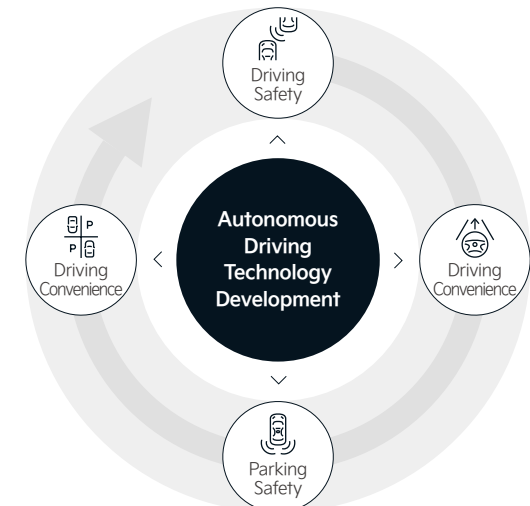 Driving
Safety
Autonomous
Driving
Technology
Development
P
P
Driving
Convenience
Driving
Convenience
Parking
Safety